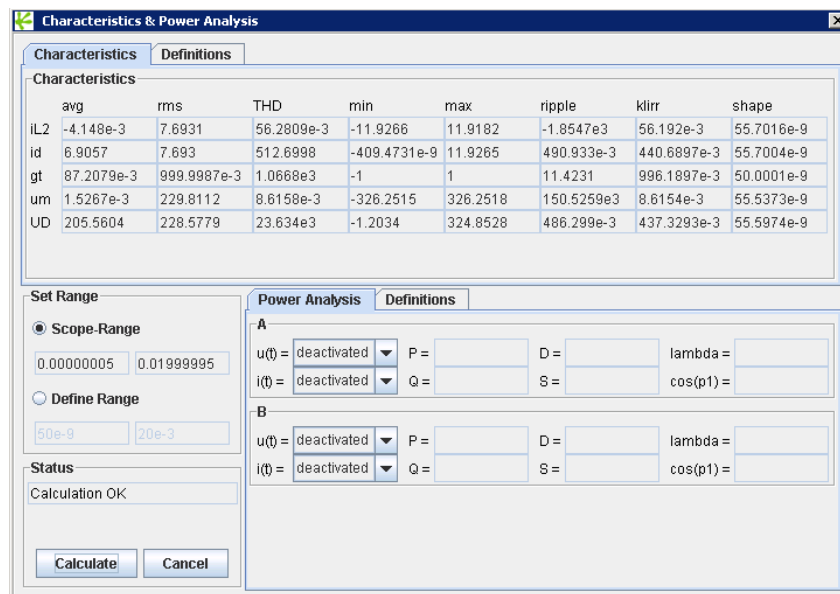 Characteristics & Power Analysis
Characteristics Definitions
Characteristics
avg rms THD min max ripple klirr shape
iL2 -4.148e-3 7.6931 56.2809e-3 -11.9266 11.9182 -1.8547e3 56.192e-3 55.7016e-9
id 6.9057 7.693 512.6998 -409.4731e-9 11.9265 490.933e-3 440.6897e-3 55.7004e-9
gt 87.2079e-3 999.9987e-3 1.0668e3 -1 1 11.4231 996.1897e-3 50.0001e-9
um 1.5267e-3 229.8112 8.6158e-3 -326.2515 326.2518 150.5259e3 8.6154e-3 55.5373e-9
UD 205.5604 228.5779 23.634e3 -1.2034 324.8528 486.299e-3 437.3293e-3 55.5974e-9
Set Range
Scope-Range
0.00000005 0.01999995
Define Range
50e-9 20e-3
Status
Calculation OK
Calculate Cancel
Power Analysis Definitions
A
u(t) = deactivated P = D = lambda =
i(t) = deactivated Q = S = cos(p1) =
B
u(t) = deactivated P = D = lambda =
i(t) = deactivated Q = S = cos(p1) =